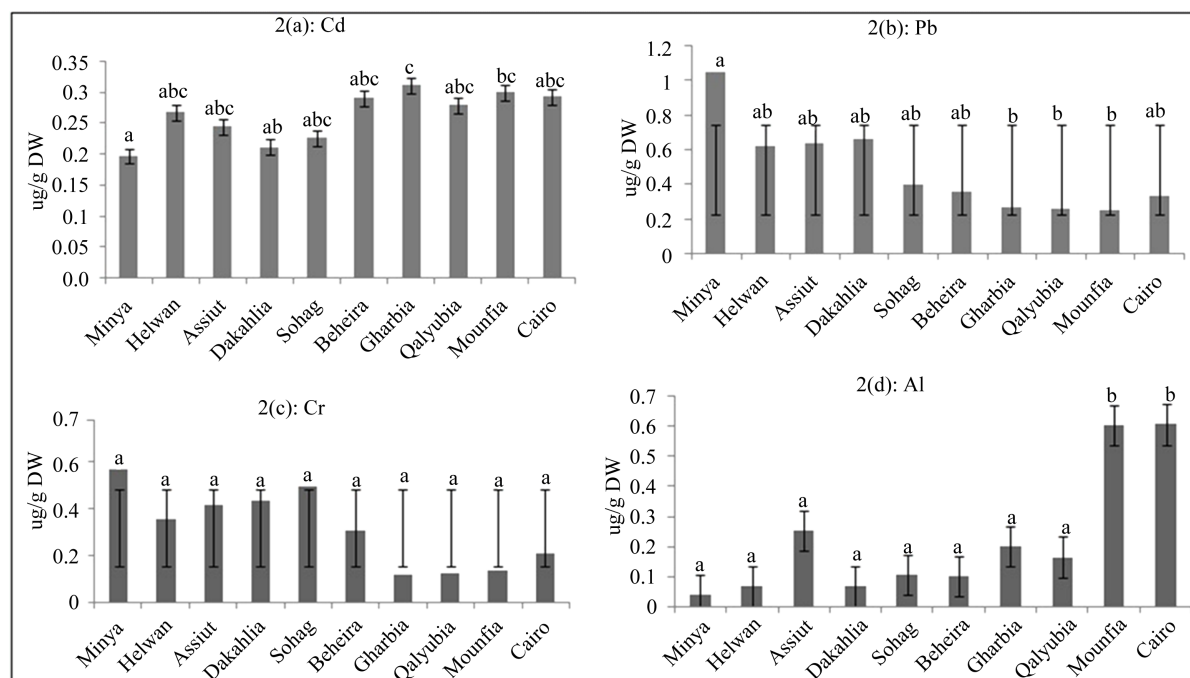 2(a): Cd
ug/g DW
0.35
0.3
0.25
0.2
0.15
0.1
0.05
0.0
a abc abc ab abc abc c abc bc abc
Minya Helwan Assiut Dakahlia Sohag Beheira Gharbia Qalyubia Mounfia Cairo
2(b): Pb
ug/g DW
1.2
1
0.8
0.6
0.4
0.2
0
a ab ab ab ab ab b b b ab
Minya Helwan Assiut Dakahlia Sohag Beheira Gharbia Qalyubia Mounfia Cairo
2(c): Cr
ug/g DW
0.7
0.6
0.4
0.2
0
a a a a a a a a a a
Minya Helwan Assiut Dakahlia Sohag Beheira Gharbia Qalyubia Mounfia Cairo
2(d): Al
ug/g DW
0.7
0.6
0.5
0.4
0.3
0.2
0.1
0
a a a a a a a a b b
Minya Helwan Assiut Dakahlia Sohag Beheira Gharbia Qalyubia Mounfia Cairo